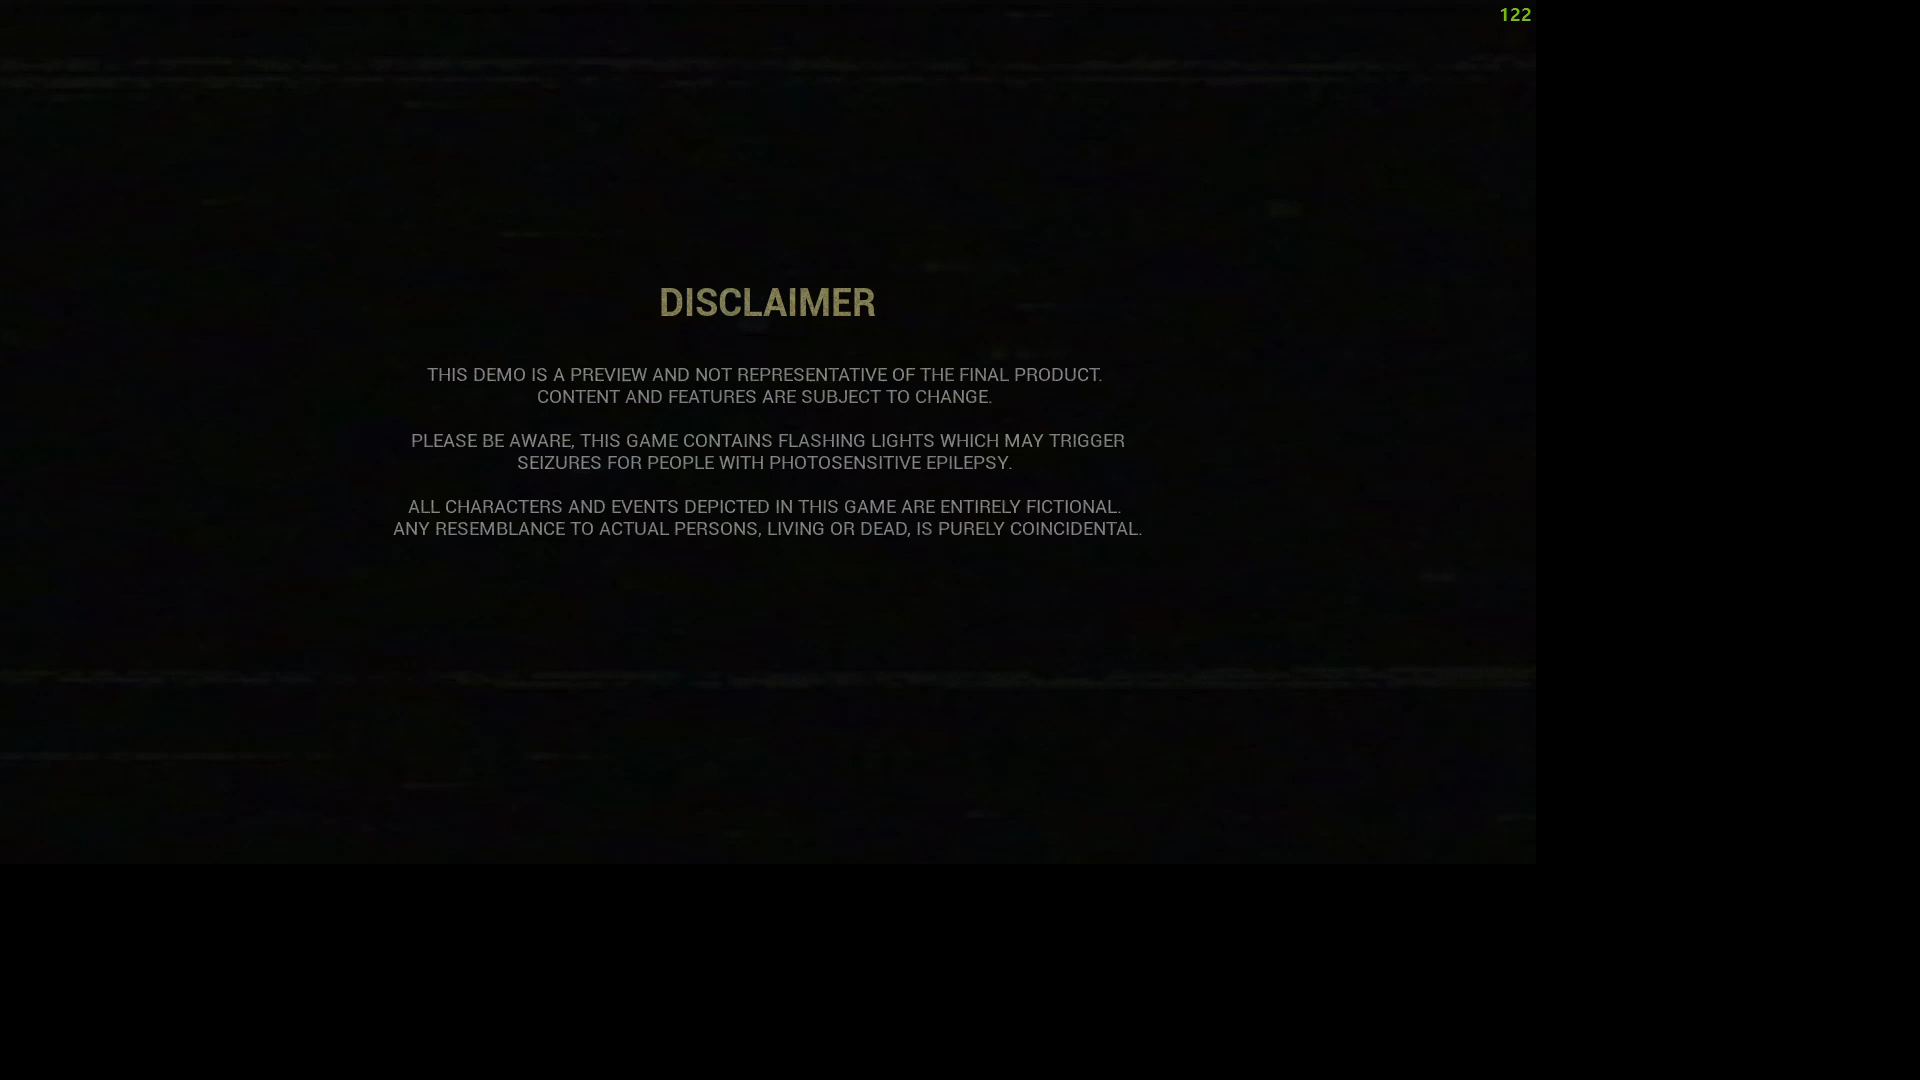 122
DISCLAIMER
THIS DEMO IS A PREVIEW AND NOT REPRESENTATIVE OF THE FINAL PRODUCT.
CONTENT AND FEATURES ARE SUBJECT TO CHANGE.
PLEASE BE AWARE, THIS GAME CONTAINS FLASHING LIGHTS WHICH MAY TRIGGER
SEIZURES FOR PEOPLE WITH PHOTOSENSITIVE EPILEPSY.
ALL CHARACTERS AND EVENTS DEPICTED IN THIS GAME ARE ENTIRELY FICTIONAL.
ANY RESEMBLANCE TO ACTUAL PERSONS, LIVING OR DEAD, IS PURELY COINCIDENTAL.